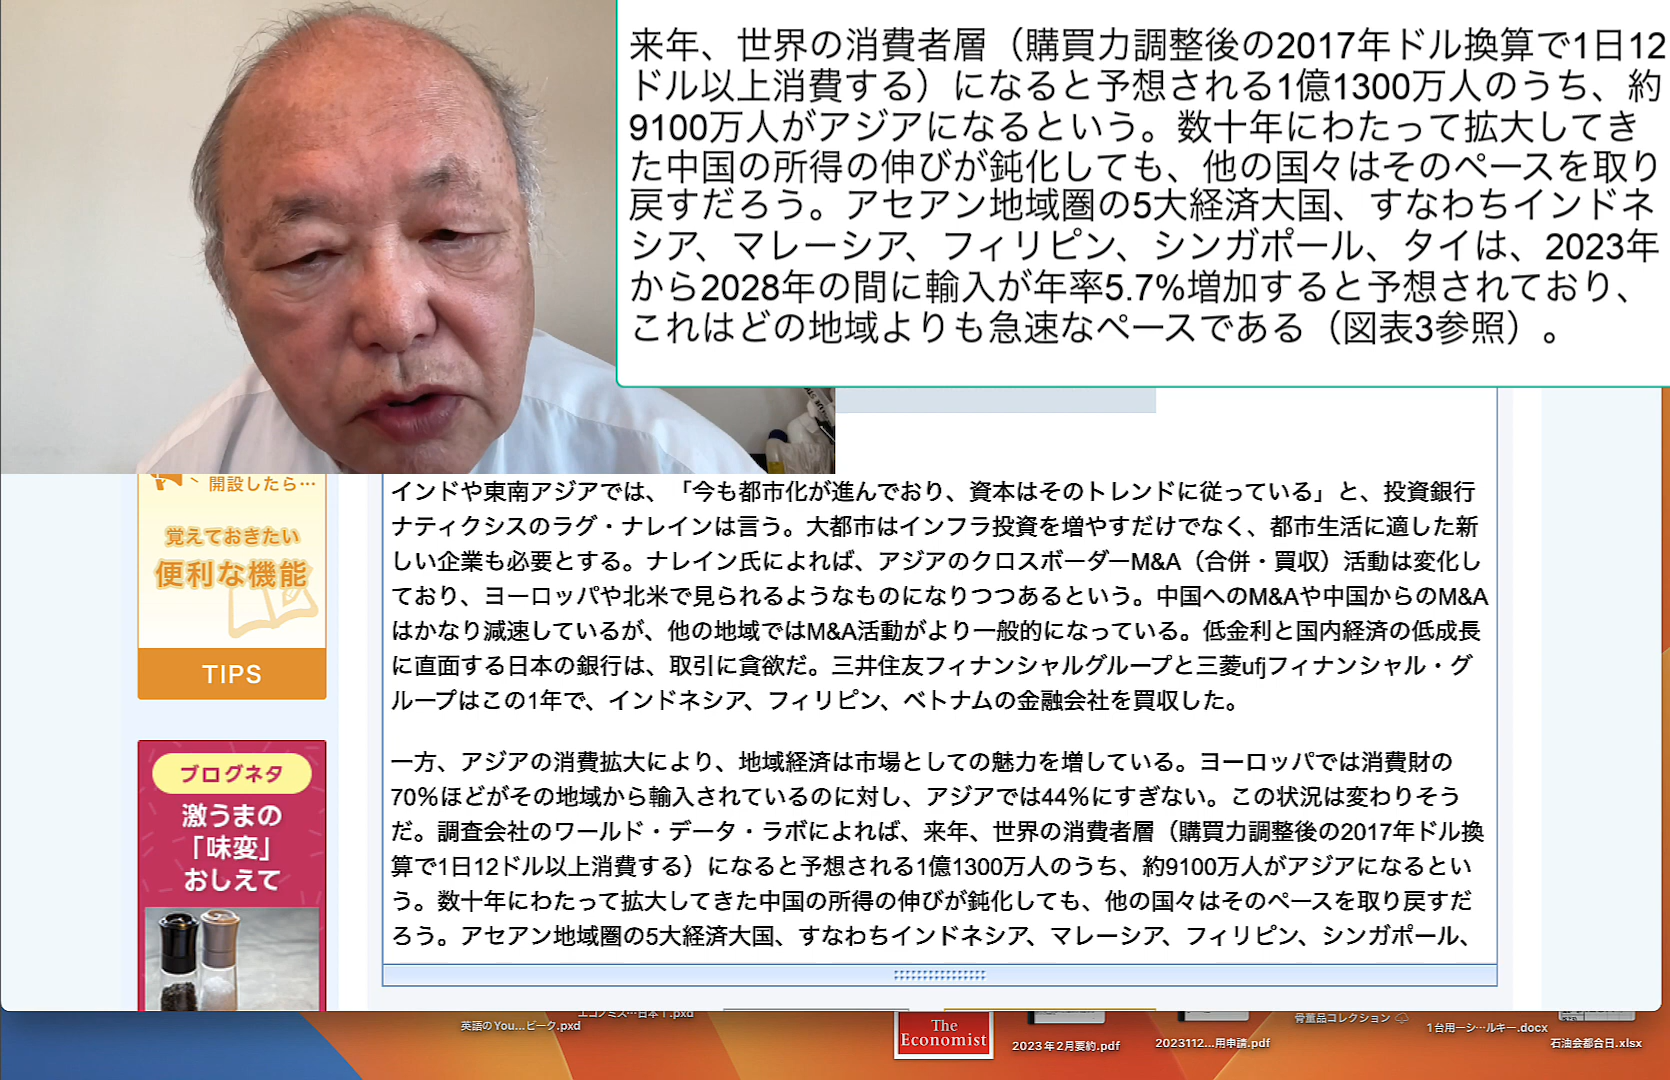 来年、世界の消費者層（購買力調整後の2017年ドル換算で1日12
ドル以上消費する）になると予想される1億1300万人のうち、約
9100万人がアジアになるという。数十年にわたって拡大してき
た中国の所得の伸びが鈍化しても、他の国々はそのペースを取り
戻すだろう。アセアン地域圏の5大経済大国、すなわちインドネ
シア、マレーシア、フィリピン、シンガポール、タイは、2023年
から2028年の間に輸入が年率5.7%増加すると予想されており、
これはどの地域よりも急速なペースである（図表3参照）。
開設したら…
覚えておきたい
便利な機能
TIPS
ブログネタ
激うまの
「味変」
おしえて
インドや東南アジアでは、「今も都市化が進んでおり、資本はそのトレンドに従っている」と、投資銀行
ナティクシスのラグ・ナレインは言う。大都市はインフラ投資を増やすだけでなく、都市生活に適した新
しい企業も必要とする。ナレイン氏によれば、アジアのクロスボーダーM&A（合併・買収）活動は変化し
ており、ヨーロッパや北米で見られるようなものになりつつあるという。中国へのM&Aや中国からのM&A
はかなり減速しているが、他の地域ではM&A活動がより一般的になっている。低金利と国内経済の低成長
に直面する日本の銀行は、取引に貪欲だ。三井住友フィナンシャルグループと三菱ufjフィナンシャル・グ
ループはこの1年で、インドネシア、フィリピン、ベトナムの金融会社を買収した。
一方、アジアの消費拡大により、地域経済は市場としての魅力を増している。ヨーロッパでは消費財の
70%ほどがその地域から輸入されているのに対し、アジアでは44%にすぎない。この状況は変わりそう
だ。調査会社のワールド・データ・ラボによれば、来年、世界の消費者層（購買力調整後の2017年ドル換
算で1日12ドル以上消費する）になると予想される1億1300万人のうち、約9100万人がアジアになるとい
う。数十年にわたって拡大してきた中国の所得の伸びが鈍化しても、他の国々はそのペースを取り戻すだ
ろう。アセアン地域圏の5大経済大国、すなわちインドネシア、マレーシア、フィリピン、シンガポール、
英語のYou...ピーク.pxd
エコノミス…日本１.pxd
The
Economist
2023年2月要約.pdf
2023112...用申請.pdf
骨董品コレクション
1台用ーシ…ルキー.docx
石油会都合日.xlsx